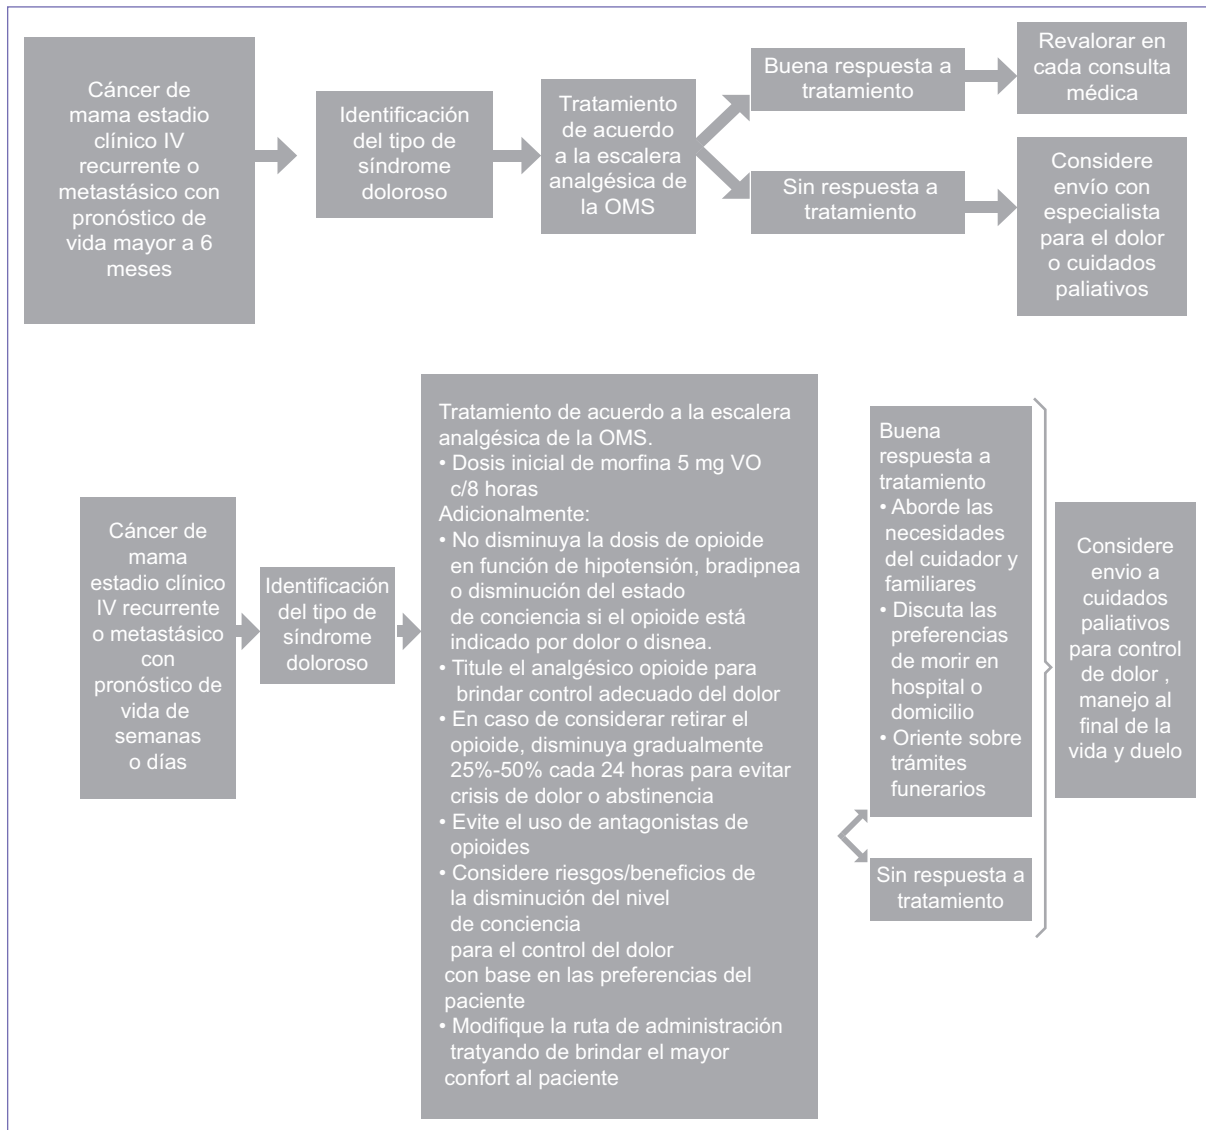 Cáncer de
mama estadio
clínico IV
recurrente o
metastásico con
pronóstico de
vida mayor a 6
meses
Identificación
del tipo de
síndrome
doloroso
Tratamiento
de acuerdo
a la escalera
analgésica de
la OMS
Buena respuesta a
tratamiento
Revalorar en
cada consulta
médica
Sin respuesta a
tratamiento
Considere
envío con
especialista
para el dolor
o cuidados
paliativos
Cáncer de
mama
estadio clínico
IV recurrente
o metastásico
con
pronóstico de
vida de
semanas
o días
Identificación
del tipo de
síndrome
doloroso
Tratamiento de acuerdo a la escalera
analgésica de la OMS.
• Dosis inicial de morfina 5 mg VO
c/8 horas
Adicionalmente:
• No disminuya la dosis de opioide
en función de hipotensión, bradipnea
o disminución del estado
de conciencia si el opioide está
indicado por dolor o disnea.
• Titule el analgésico opioide para
brindar control adecuado del dolor
• En caso de considerar retirar el
opioide, disminuya gradualmente
25%-50% cada 24 horas para evitar
crisis de dolor o abstinencia
• Evite el uso de antagonistas de
opioides
• Considere riesgos/beneficios de
la disminución del nivel
de conciencia
para el control del dolor
con base en las preferencias del
paciente
• Modifique la ruta de administración
tratyando de brindar el mayor
confort al paciente
Buena
respuesta a
tratamiento
• Aborde las
necesidades
del cuidador y
familiares
• Discuta las
preferencias
de morir en
hospital o
domicilio
• Oriente sobre
trámites
funerarios
Sin respuesta a
tratamiento
Considere
envio a
cuidados
paliativos
para control
de dolor ,
manejo al
final de la
vida y duelo